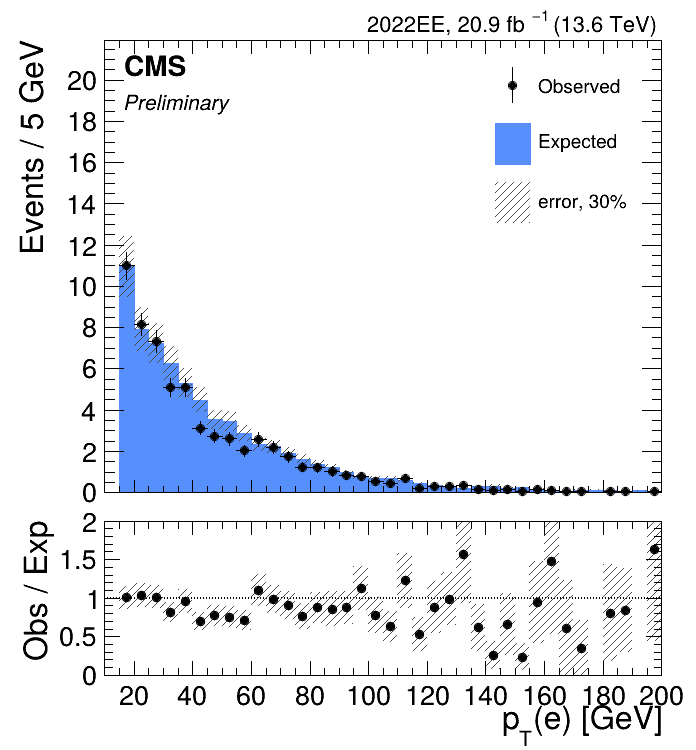 2022EE, 20.9 fb⁻¹ (13.6 TeV)
CMS
Preliminary
Observed
Expected
error, 30%
Events / 5 GeV
20
18
16
14
12
10
8
6
4
2
0
Obs / Exp
2
1.5
1
0.5
0
20 40 60 80 100 120 140 160 180 200
p_T(e) [GeV]